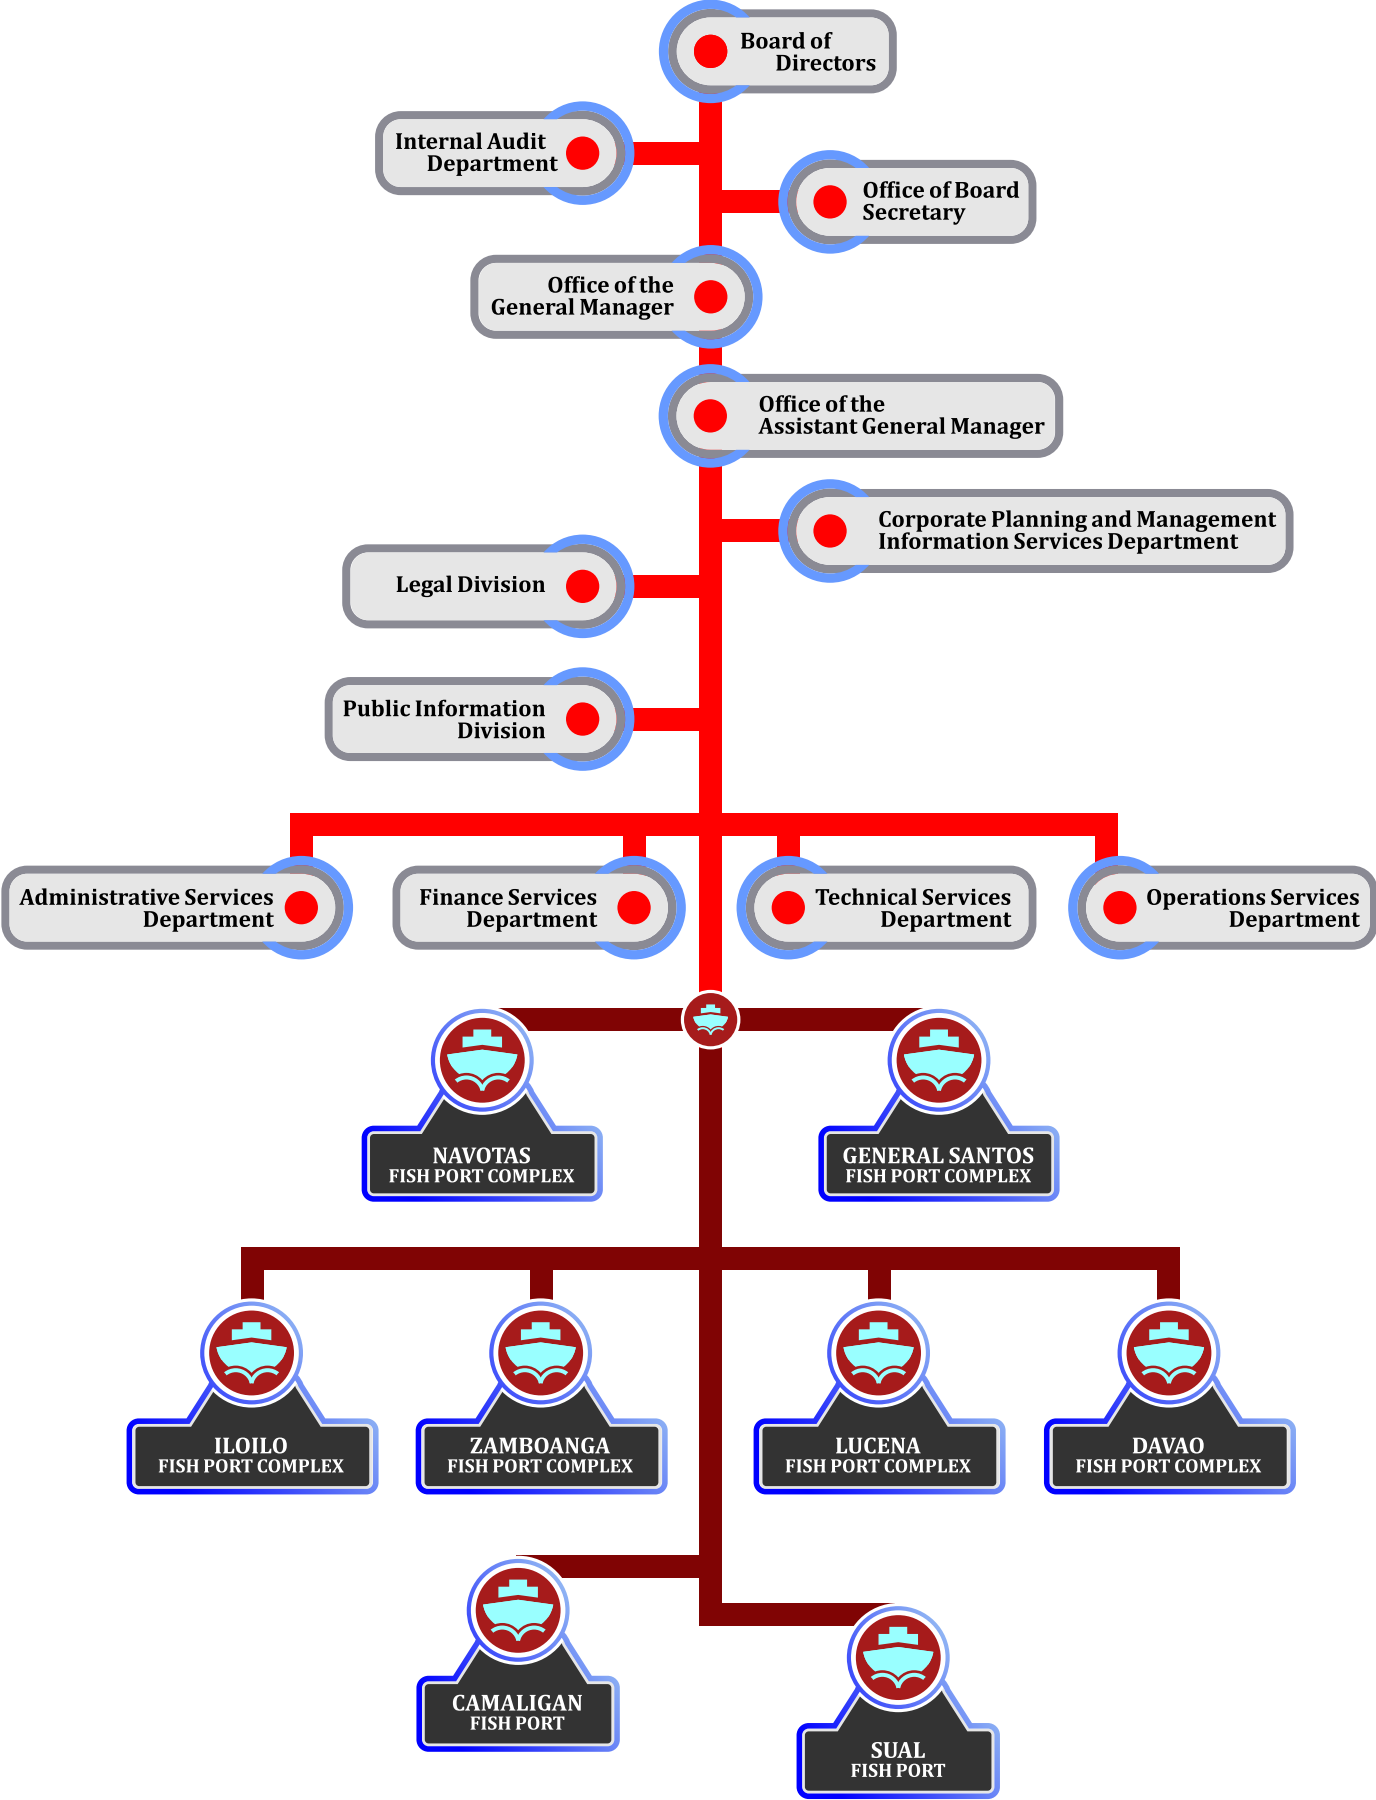 Board of
Directors
Internal Audit
Department
Office of Board
Secretary
Office of the
General Manager
Office of the
Assistant General Manager
Corporate Planning and Management
Information Services Department
Legal Division
Public Information
Division
Administrative Services
Department
Finance Services
Department
Technical Services
Department
Operations Services
Department
NAVOTAS
FISH PORT COMPLEX
GENERAL SANTOS
FISH PORT COMPLEX
ILOILO
FISH PORT COMPLEX
ZAMBOANGA
FISH PORT COMPLEX
LUCENA
FISH PORT COMPLEX
DAVAO
FISH PORT COMPLEX
CAMALIGAN
FISH PORT
SUAL
FISH PORT